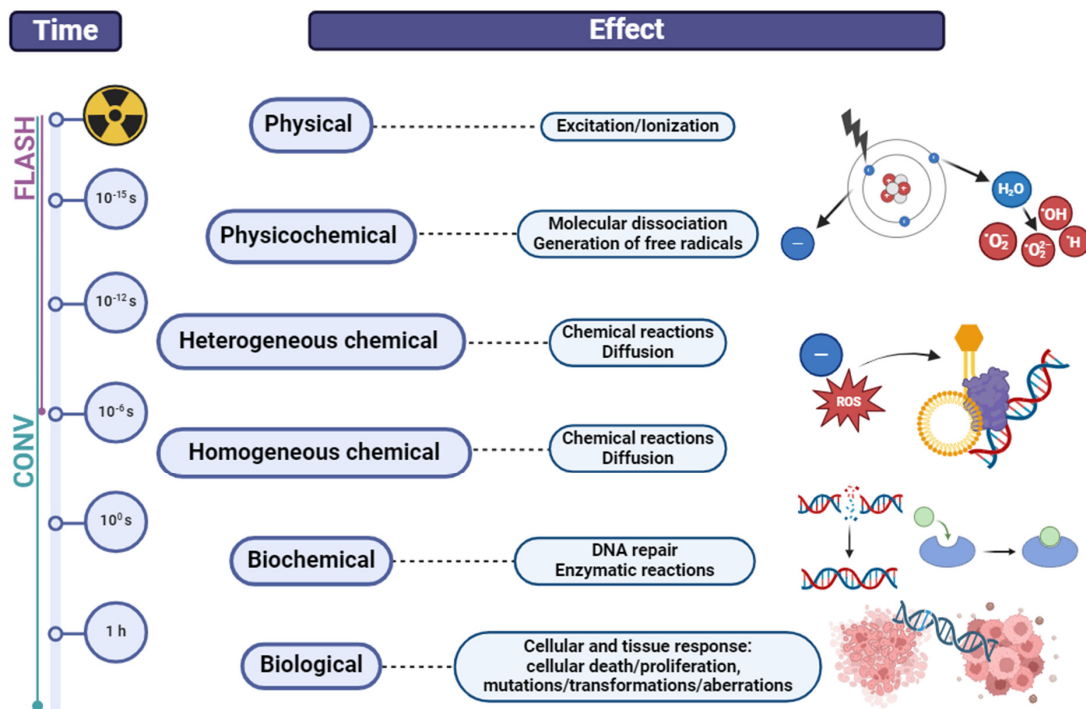 Time
Effect
FLASH
CONV
Physical
Excitation/Ionization
10⁻¹⁵ s
H₂O
•OH
•O₂⁻
•O₂²⁻
•H
−
Physicochemical
Molecular dissociation
Generation of free radicals
10⁻¹² s
Heterogeneous chemical
Chemical reactions
Diffusion
−
ROS
10⁻⁶ s
Homogeneous chemical
Chemical reactions
Diffusion
10⁰ s
Biochemical
DNA repair
Enzymatic reactions
1 h
Biological
Cellular and tissue response:
cellular death/proliferation,
mutations/transformations/aberrations